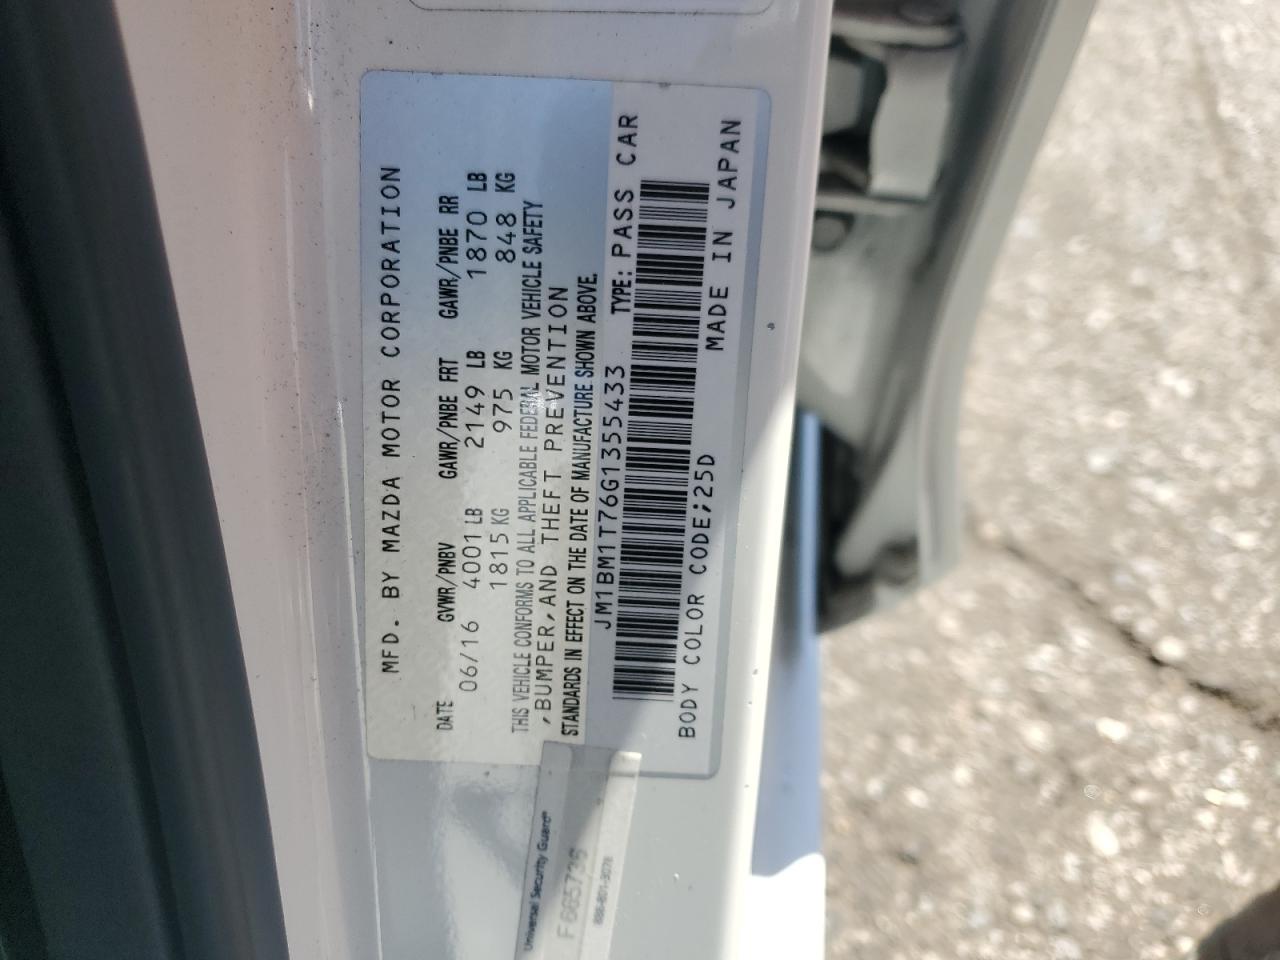 MFD. BY MAZDA MOTOR CORPORATION
DATE GVWR/PNBV GAWR/PNBE FRT GAWR/PNBE RR
06/16 4001 LB 2149 LB 1870 LB
1815 KG 975 KG 848 KG
THIS VEHICLE CONFORMS TO ALL APPLICABLE FEDERAL MOTOR VEHICLE SAFETY
,BUMPER,AND THEFT PREVENTION
STANDARDS IN EFFECT ON THE DATE OF MANUFACTURE SHOWN ABOVE.
JM1BM1T76G1355433 TYPE: PASS CAR
BODY COLOR CODE;25D MADE IN JAPAN
Universal Security Guard®